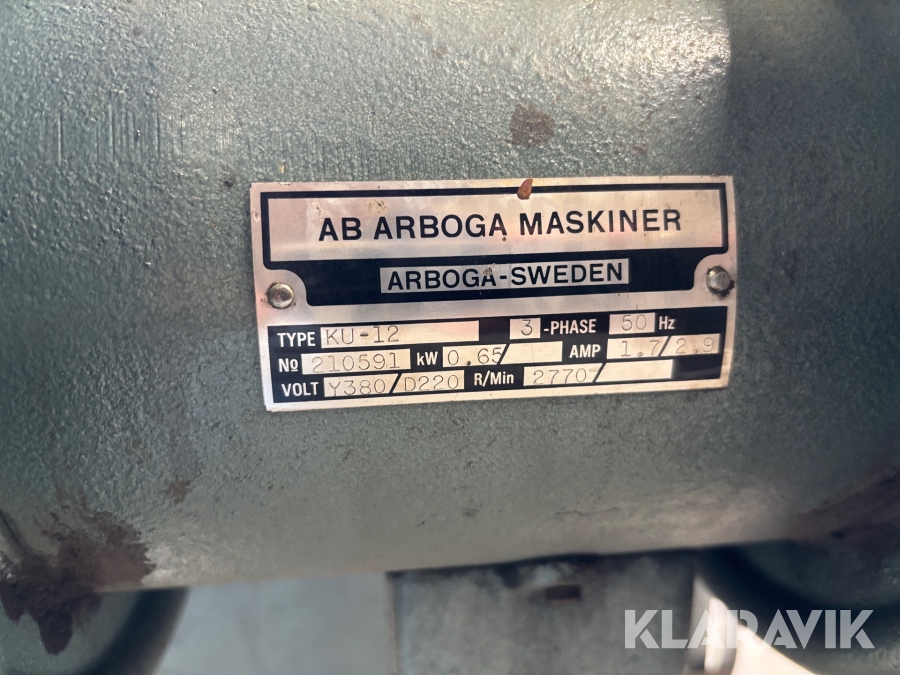 AB ARBOGA MASKINER
ARBOGA-SWEDEN
TYPE KU-12 3 -PHASE 50 Hz
No 210591 kW 0.65/ AMP 1.7/2.9
VOLT Y380/D220 R/Min 2770/
KLARAVIK